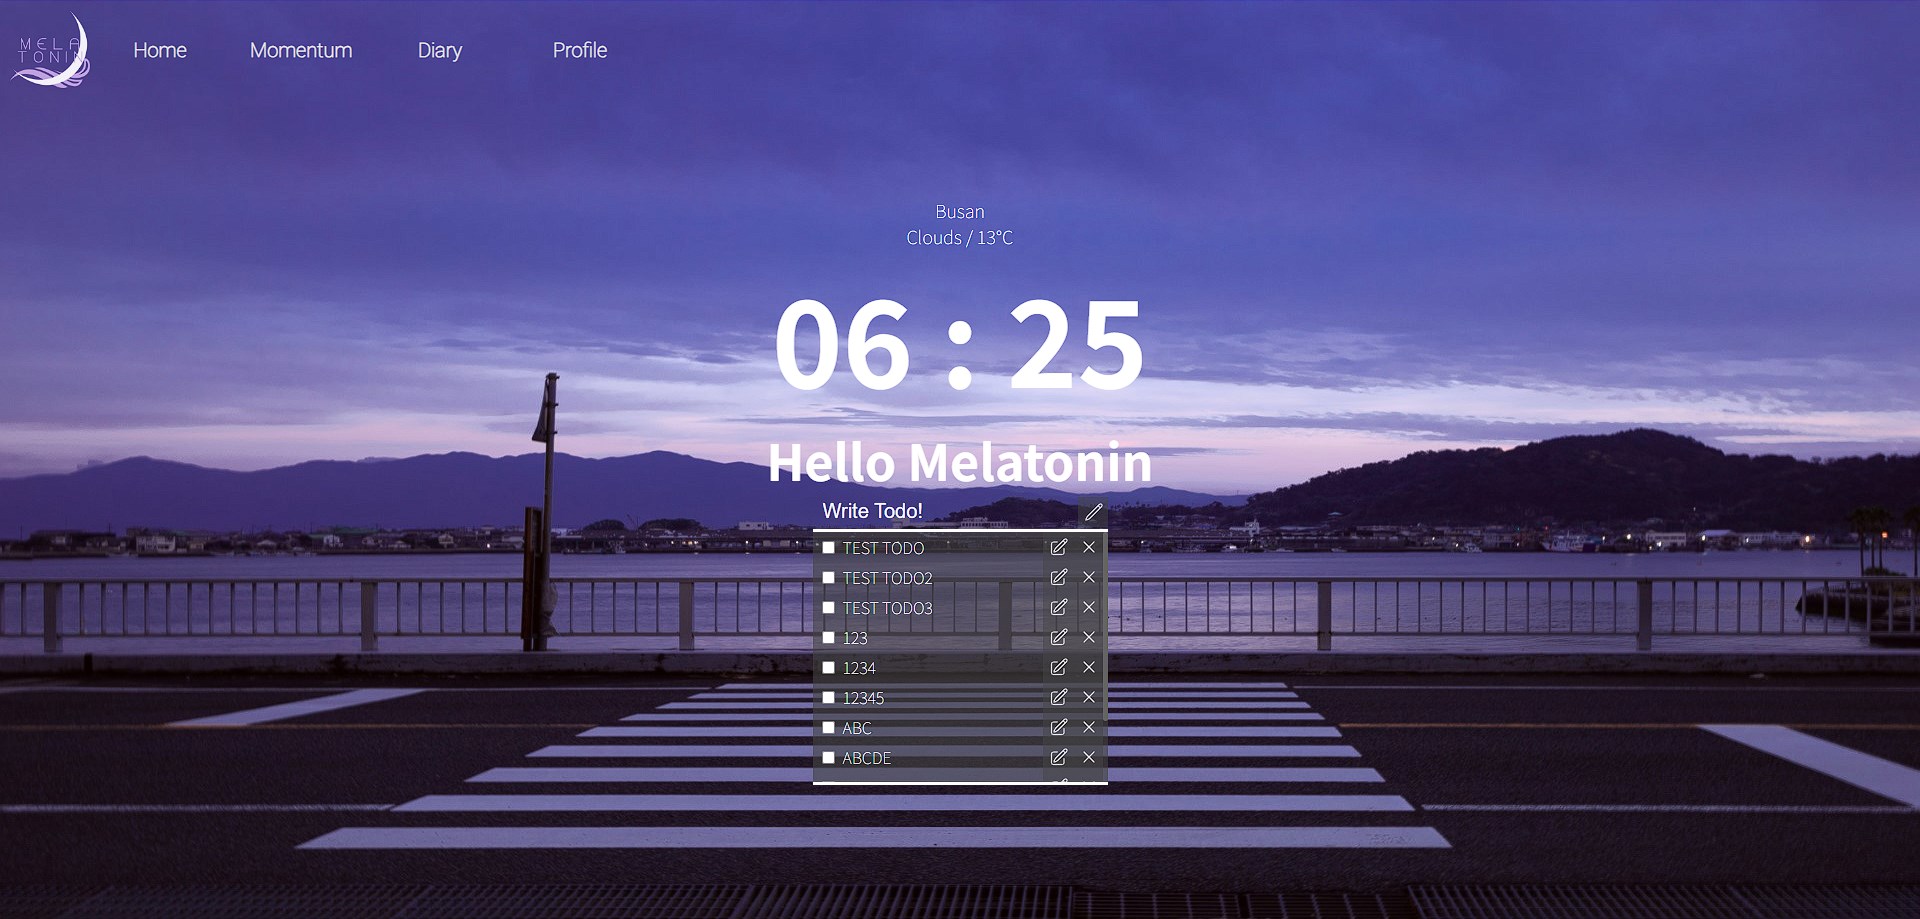 MELA
TONIN
Home Momentum Diary Profile
Busan
Clouds / 13°C
06 : 25
Hello Melatonin
Write Todo!
TEST TODO
TEST TODO2
TEST TODO3
123
1234
12345
ABC
ABCDE